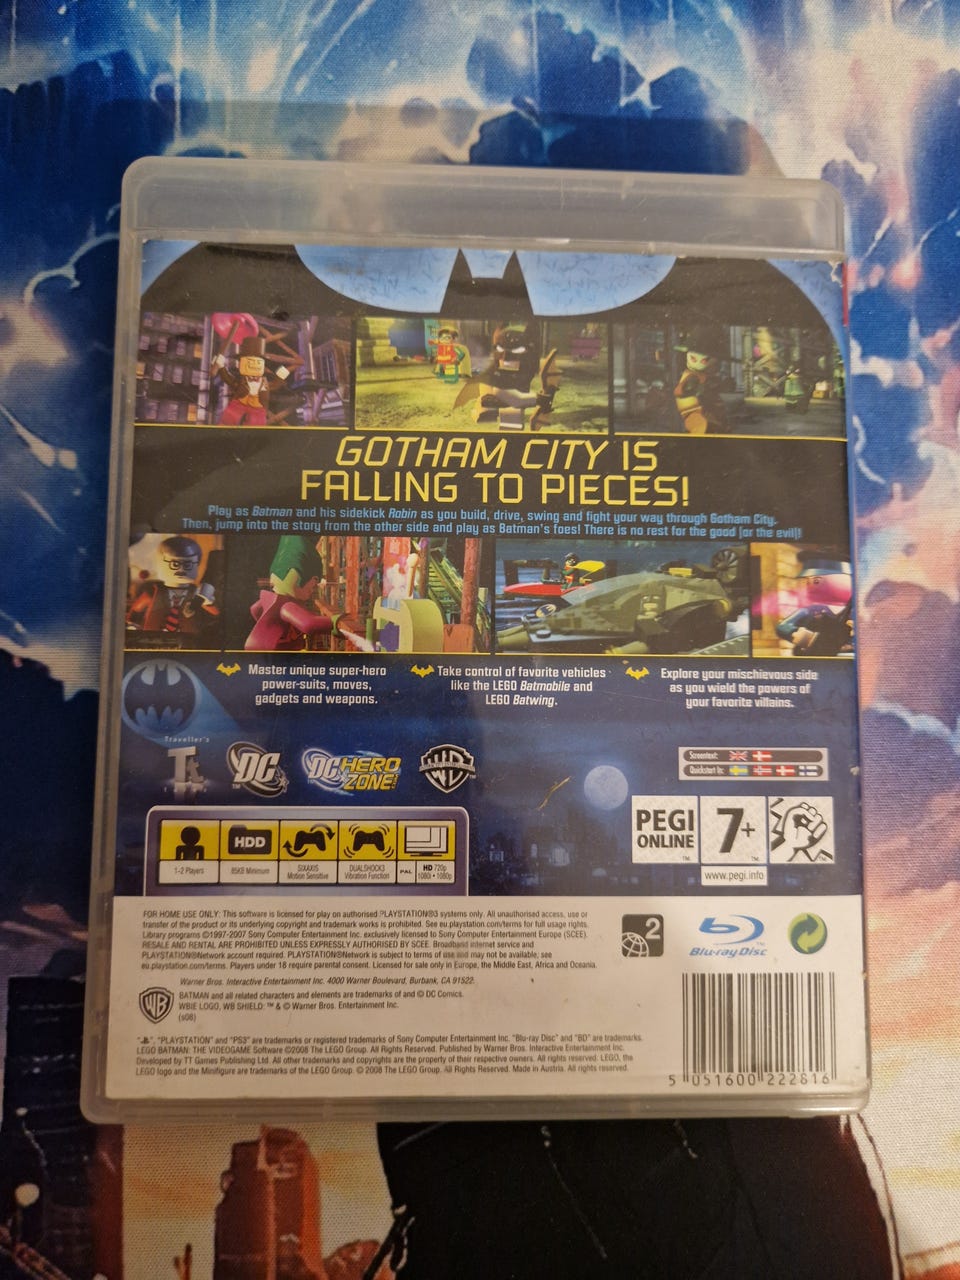 GOTHAM CITY IS
FALLING TO PIECES!
Play as Batman and his sidekick Robin as you build, drive, swing and fight your way through Gotham City.
Then, jump into the story from the other side and play as Batman's foes! There is no rest for the good (or the evil)!
Master unique super-hero
power-suits, moves,
gadgets and weapons.
Take control of favorite vehicles
like the LEGO Batmobile and
LEGO Batwing.
Explore your mischievous side
as you wield the powers of
your favorite villains.
Traveller's
Tt
DC
TM
DC HERO
ZONE
WB
Screentext:
Quickstart In:
PEGI
ONLINE
TM
7+
TM
www.pegi.info
1-2 Players
HDD
85KB Minimum
SIXAXIS
Motion Sensitive
DUALSHOCK3
Vibration Function
PAL
HD 720p
1080i • 1080p
FOR HOME USE ONLY: This software is licensed for play on authorised PLAYSTATION®3 systems only. All unauthorised access, use or
transfer of the product or its underlying copyright and trademark works is prohibited. See eu.playstation.com/terms for full usage rights.
Library programs ©1997-2007 Sony Computer Entertainment Inc. exclusively licensed to Sony Computer Entertainment Europe (SCEE).
RESALE AND RENTAL ARE PROHIBITED UNLESS EXPRESSLY AUTHORISED BY SCEE. Broadband internet service and
PLAYSTATION®Network account required. PLAYSTATION®Network is subject to terms of use and may not be available, see
eu.playstation.com/terms. Players under 18 require parental consent. Licensed for sale only in Europe, the Middle East, Africa and Oceania.
2
Blu-ray Disc
TM
Warner Bros. Interactive Entertainment Inc. 4000 Warner Boulevard, Burbank, CA 91522.
WB
BATMAN and all related characters and elements are trademarks of and © DC Comics.
WBIE LOGO, WB SHIELD: ™ & © Warner Bros. Entertainment Inc.
(s08)
"PLAYSTATION" and "PS3" are trademarks or registered trademarks of Sony Computer Entertainment Inc. "Blu-ray Disc" and "BD" are trademarks.
LEGO BATMAN: THE VIDEOGAME Software ©2008 The LEGO Group. All Rights Reserved. Published by Warner Bros. Interactive Entertainment Inc.
Developed by TT Games Publishing Ltd. All other trademarks and copyrights are the property of their respective owners. All rights reserved. LEGO, the
LEGO logo and the Minifigure are trademarks of the LEGO Group. © 2008 The LEGO Group. All Rights Reserved. Made in Austria. All rights reserved.
5 051600 222816